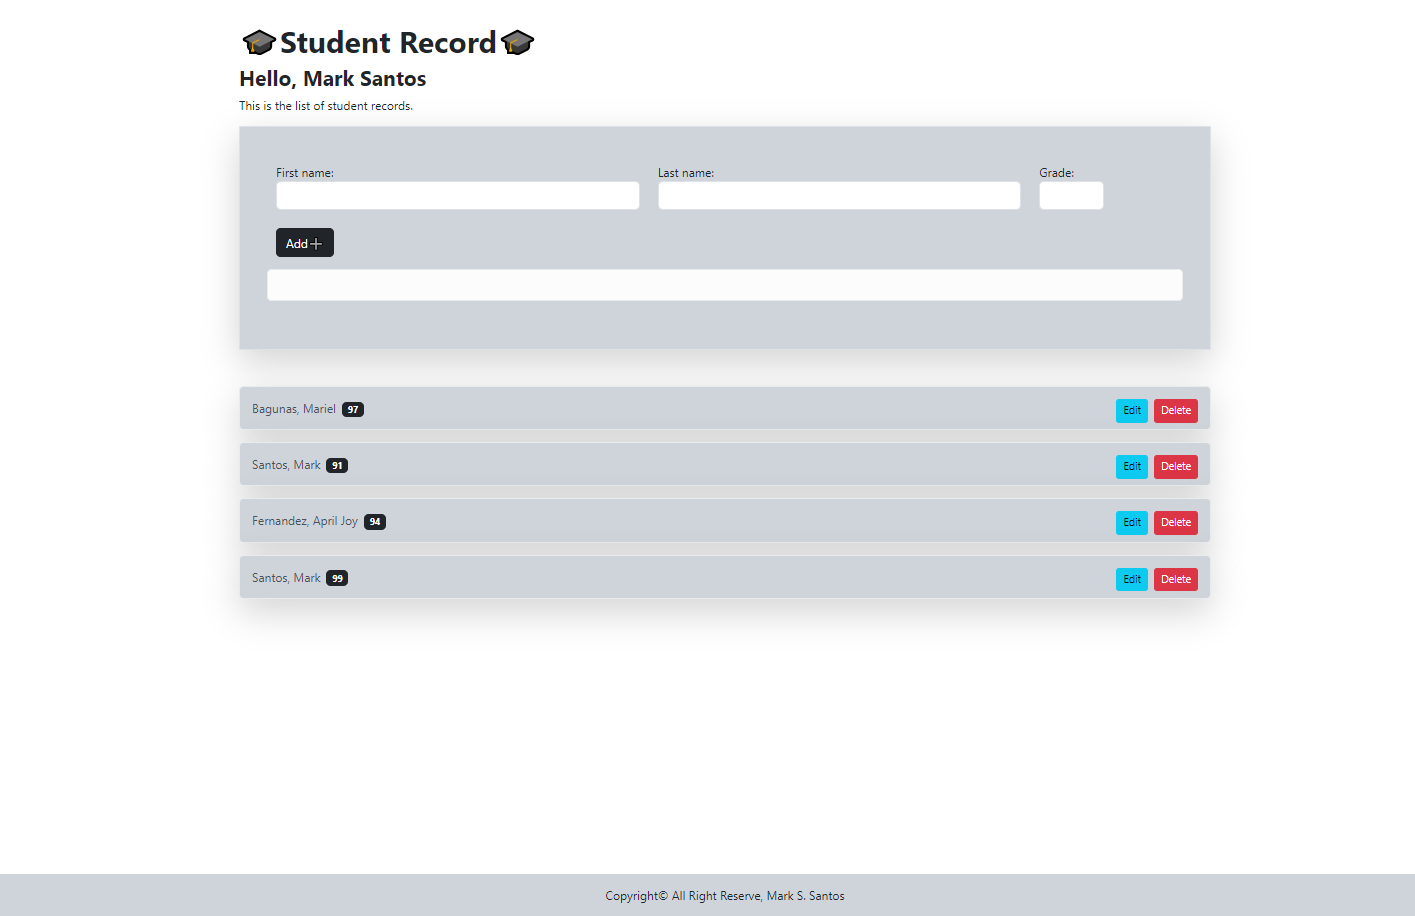 🎓Student Record🎓
Hello, Mark Santos
This is the list of student records.
First name: Last name: Grade:
Add➕
Bagunas, Mariel 97 Edit Delete
Santos, Mark 91 Edit Delete
Fernandez, April Joy 94 Edit Delete
Santos, Mark 99 Edit Delete
Copyright© All Right Reserve, Mark S. Santos